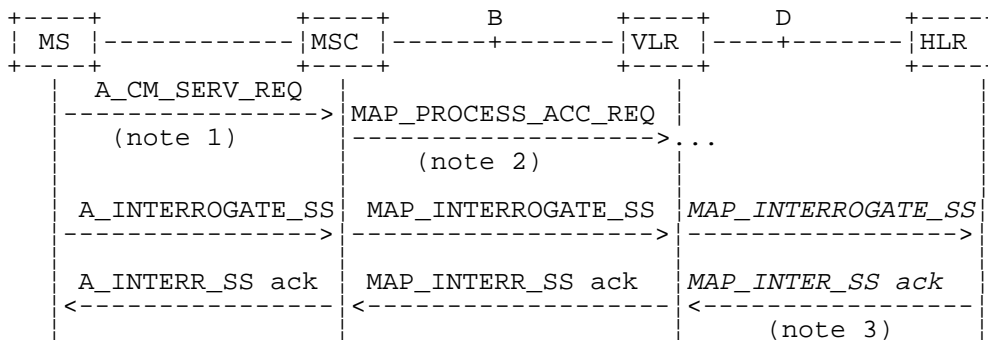 B D
MS MSC VLR HLR
A_CM_SERV_REQ
MAP_PROCESS_ACC_REQ
(note 1) ...
(note 2)
A_INTERROGATE_SS MAP_INTERROGATE_SS MAP_INTERROGATE_SS
A_INTERR_SS ack MAP_INTERR_SS ack MAP_INTER_SS ack
(note 3)